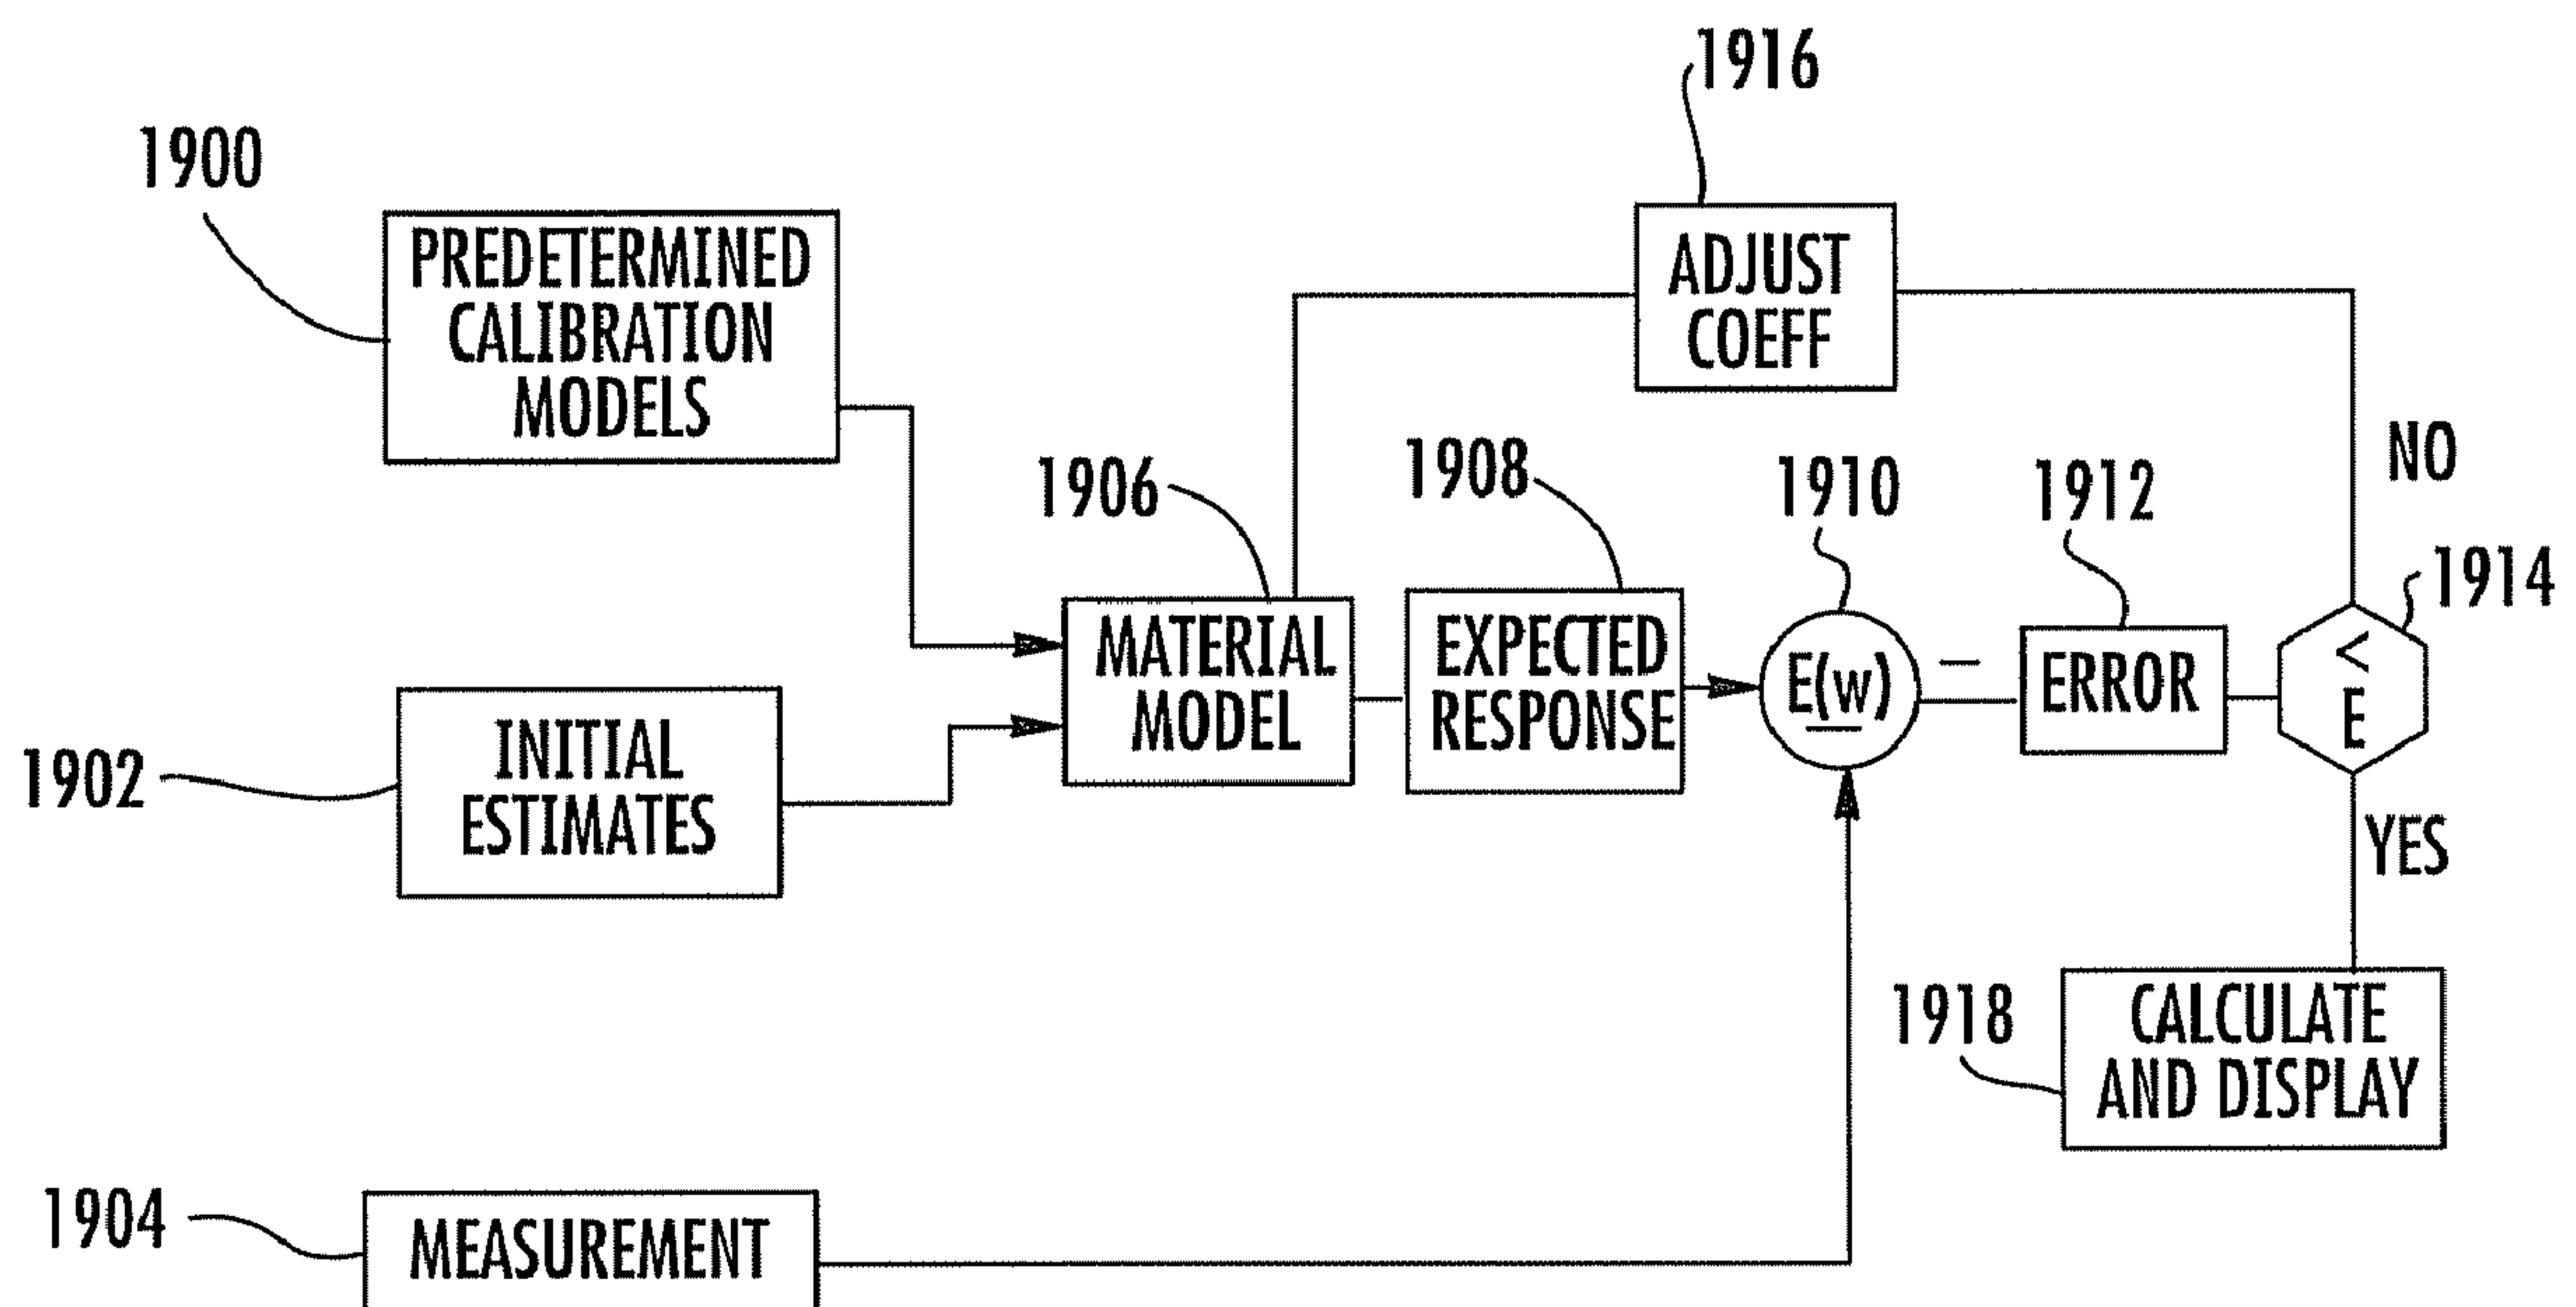 1916
1900
PREDETERMINED
CALIBRATION
MODELS
ADJUST
COEFF
NO
1906
1908
1910
1912
1914
MATERIAL
MODEL
EXPECTED
RESPONSE
E(w)
–
ERROR
<
E
1902
INITIAL
ESTIMATES
YES
1918
CALCULATE
AND DISPLAY
1904
MEASUREMENT